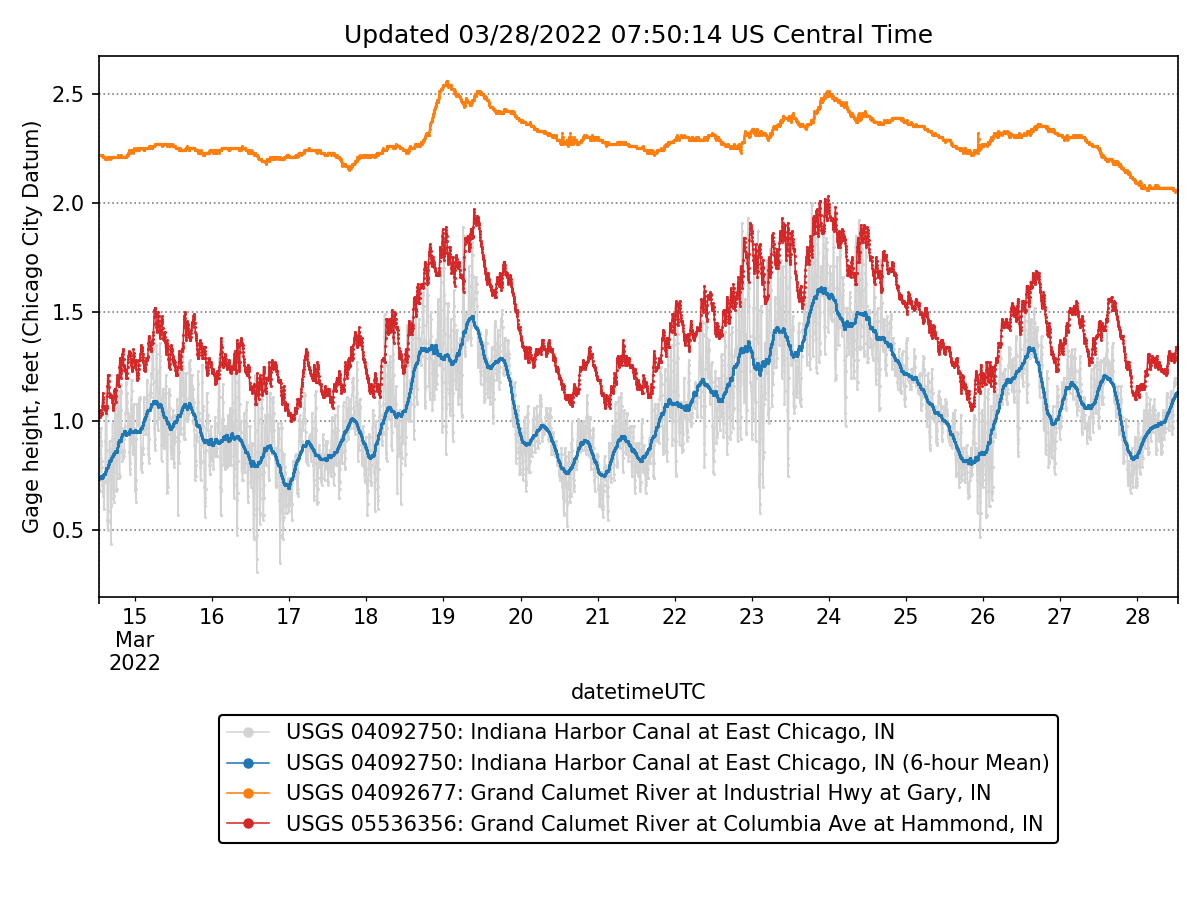 Updated 03/28/2022 07:50:14 US Central Time
Gage height, feet (Chicago City Datum)
2.5
2.0
1.5
1.0
0.5
15 16 17 18 19 20 21 22 23 24 25 26 27 28
Mar
2022
datetimeUTC
USGS 04092750: Indiana Harbor Canal at East Chicago, IN
USGS 04092750: Indiana Harbor Canal at East Chicago, IN (6-hour Mean)
USGS 04092677: Grand Calumet River at Industrial Hwy at Gary, IN
USGS 05536356: Grand Calumet River at Columbia Ave at Hammond, IN